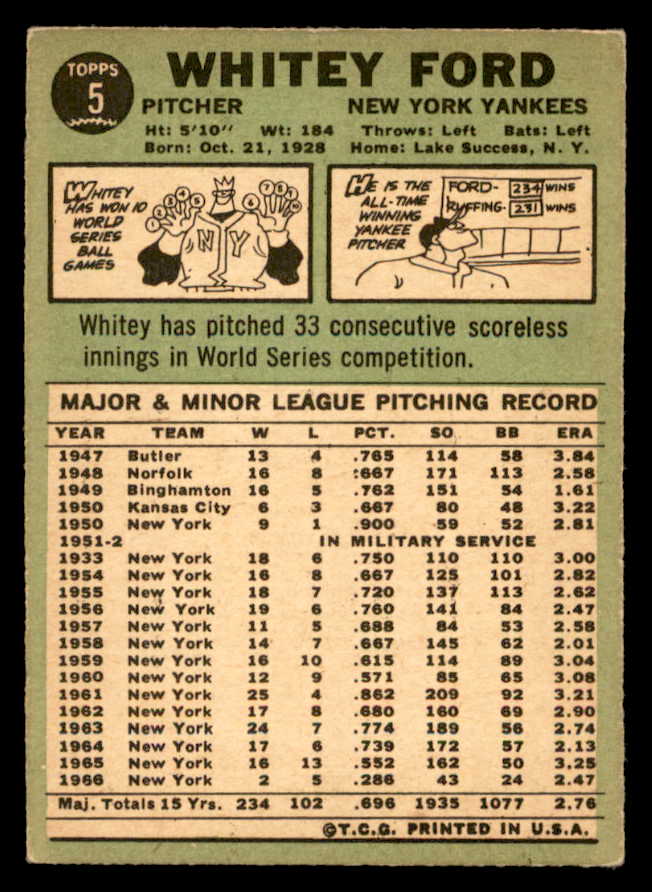 TOPPS
5
WHITEY FORD
PITCHER NEW YORK YANKEES
Ht: 5'10" Wt: 184 Throws: Left Bats: Left
Born: Oct. 21, 1928 Home: Lake Success, N. Y.
WHITEY
HAS WON 10
WORLD
SERIES
BALL
GAMES
1 2 3 4 5 6 7 8 9 10
N Y
HE IS THE
ALL-TIME
WINNING
YANKEE
PITCHER
FORD- 234 WINS
RUFFING- 231 WINS
Whitey has pitched 33 consecutive scoreless
innings in World Series competition.
MAJOR & MINOR LEAGUE PITCHING RECORD
YEAR TEAM W L PCT. SO BB ERA
1947 Butler 13 4 .765 114 58 3.84
1948 Norfolk 16 8 .667 171 113 2.58
1949 Binghamton 16 5 .762 151 54 1.61
1950 Kansas City 6 3 .667 80 48 3.22
1950 New York 9 1 .900 59 52 2.81
1951-2 IN MILITARY SERVICE
1933 New York 18 6 .750 110 110 3.00
1954 New York 16 8 .667 125 101 2.82
1955 New York 18 7 .720 137 113 2.62
1956 New York 19 6 .760 141 84 2.47
1957 New York 11 5 .688 84 53 2.58
1958 New York 14 7 .667 145 62 2.01
1959 New York 16 10 .615 114 89 3.04
1960 New York 12 9 .571 85 65 3.08
1961 New York 25 4 .862 209 92 3.21
1962 New York 17 8 .680 160 69 2.90
1963 New York 24 7 .774 189 56 2.74
1964 New York 17 6 .739 172 57 2.13
1965 New York 16 13 .552 162 50 3.25
1966 New York 2 5 .286 43 24 2.47
Maj. Totals 15 Yrs. 234 102 .696 1935 1077 2.76
©T.C.G. PRINTED IN U.S.A.